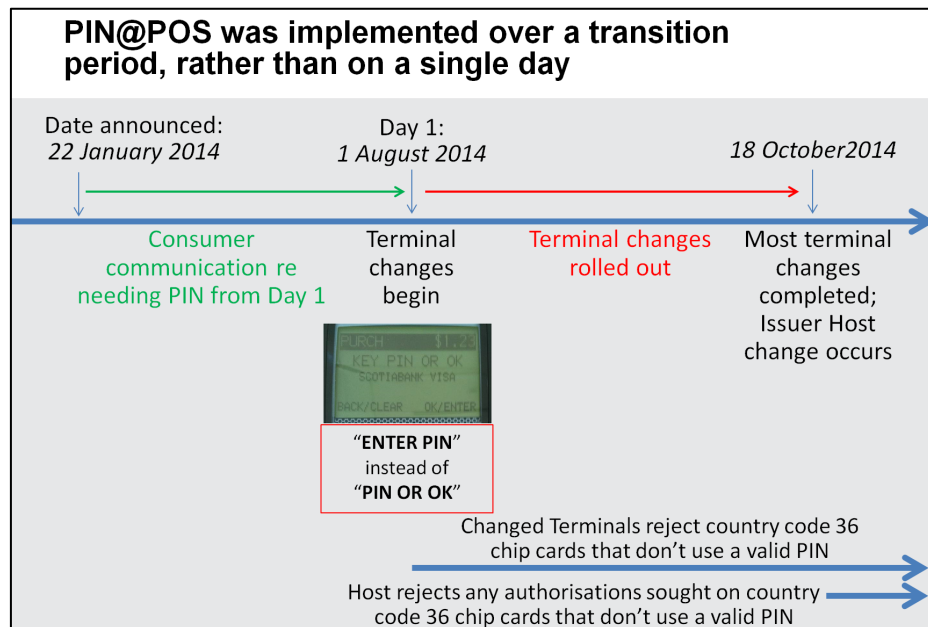 PIN@POS was implemented over a transition
period, rather than on a single day
Date announced:
22 January 2014
Day 1:
1 August 2014
18 October2014
Consumer
communication re
needing PIN from Day 1
Terminal
changes
begin
Terminal changes
rolled out
Most terminal
changes
completed;
Issuer Host
change occurs
PURCH $1.23
KEY PIN OR OK
SCOTIABANK VISA
BACK/CLEAR OK/ENTER
“ENTER PIN”
instead of
“PIN OR OK”
Changed Terminals reject country code 36
chip cards that don’t use a valid PIN
Host rejects any authorisations sought on country
code 36 chip cards that don’t use a valid PIN